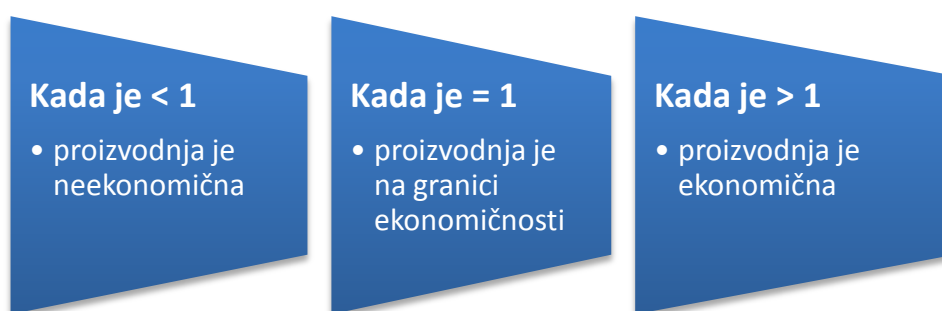 Kada je < 1
• proizvodnja je
neekonomična
Kada je = 1
• proizvodnja je
na granici
ekonomičnosti
Kada je > 1
• proizvodnja je
ekonomična